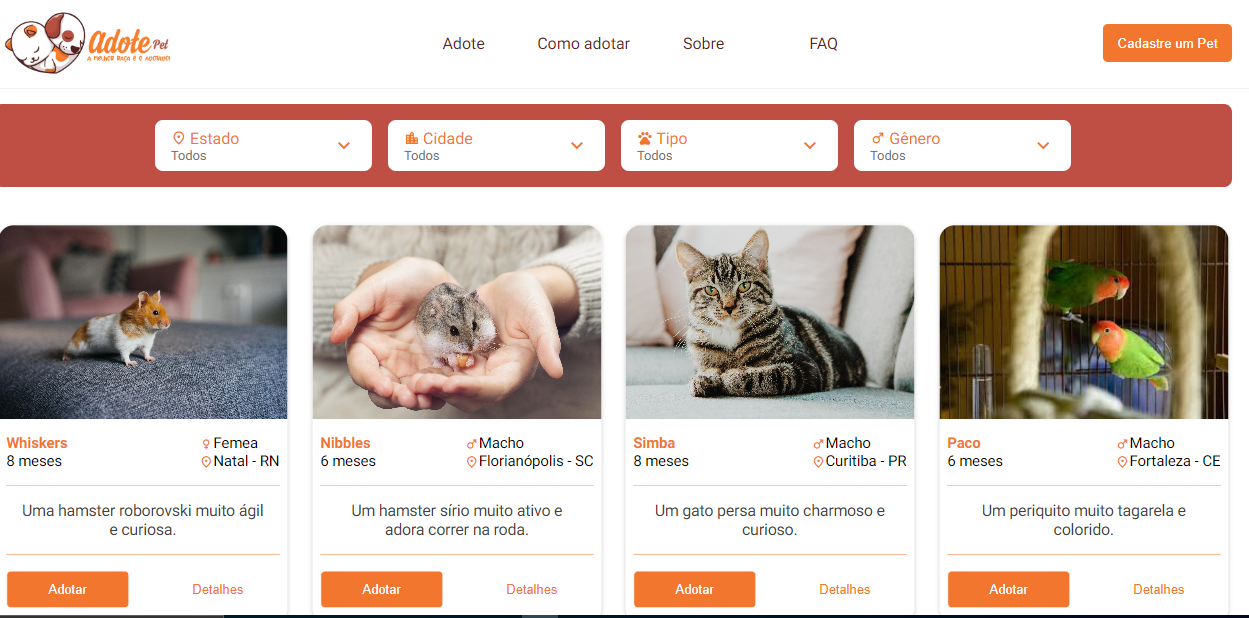 Adote Pet
A MELHOR RAÇA É O ADOTADO!
Adote Como adotar Sobre FAQ
Cadastre um Pet
Estado
Todos
Cidade
Todos
Tipo
Todos
Gênero
Todos
Whiskers Femea
8 meses Natal - RN
Uma hamster roborovski muito ágil
e curiosa.
Adotar Detalhes
Nibbles Macho
6 meses Florianópolis - SC
Um hamster sírio muito ativo e
adora correr na roda.
Adotar Detalhes
Simba Macho
8 meses Curitiba - PR
Um gato persa muito charmoso e
curioso.
Adotar Detalhes
Paco Macho
6 meses Fortaleza - CE
Um periquito muito tagarela e
colorido.
Adotar Detalhes